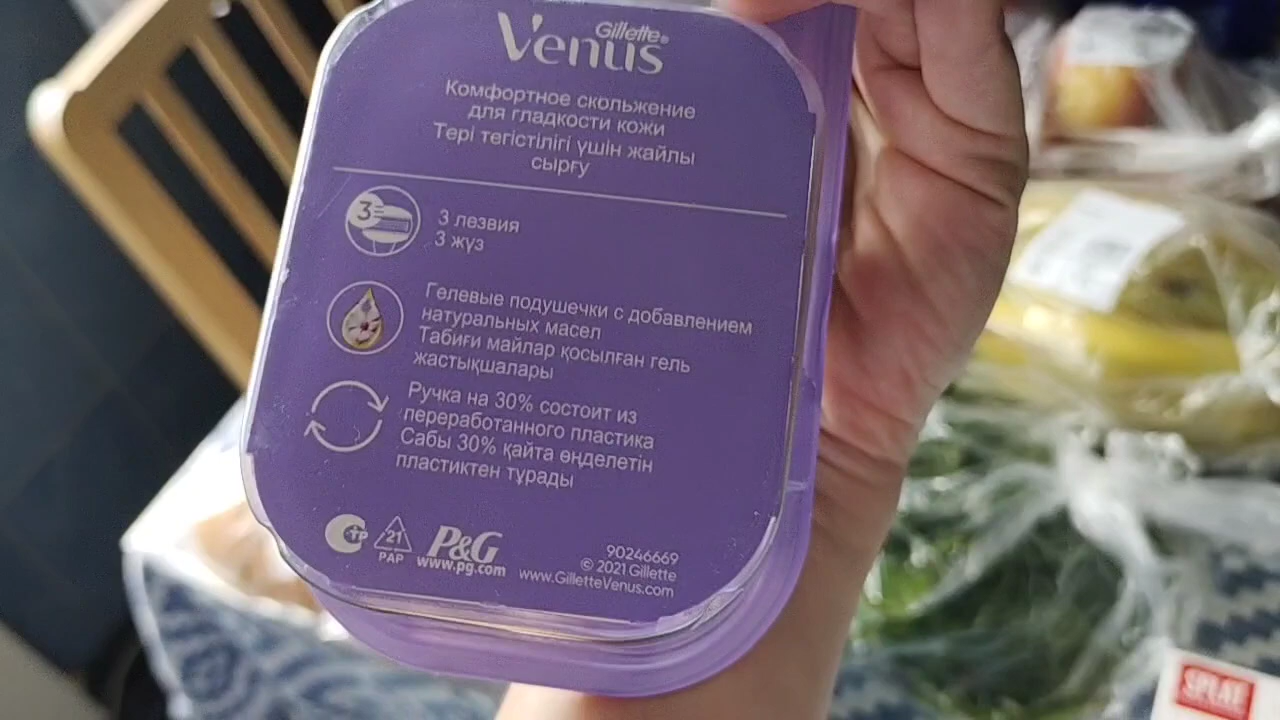 Gillette®
Venus
Комфортное скольжение
для гладкости кожи
Тері тегістілігі үшін жайлы
сырғу
3
3 лезвия
3 жүз
Гелевые подушечки с добавлением
натуральных масел
Табиғи майлар қосылған гель
жастықшалары
Ручка на 30% состоит из
переработанного пластика
Сабы 30% қайта өңделетін
пластиктен тұрады
21
PAP
P&G
www.pg.com
90246669
© 2021 Gillette
www.GilletteVenus.com
SPLAT